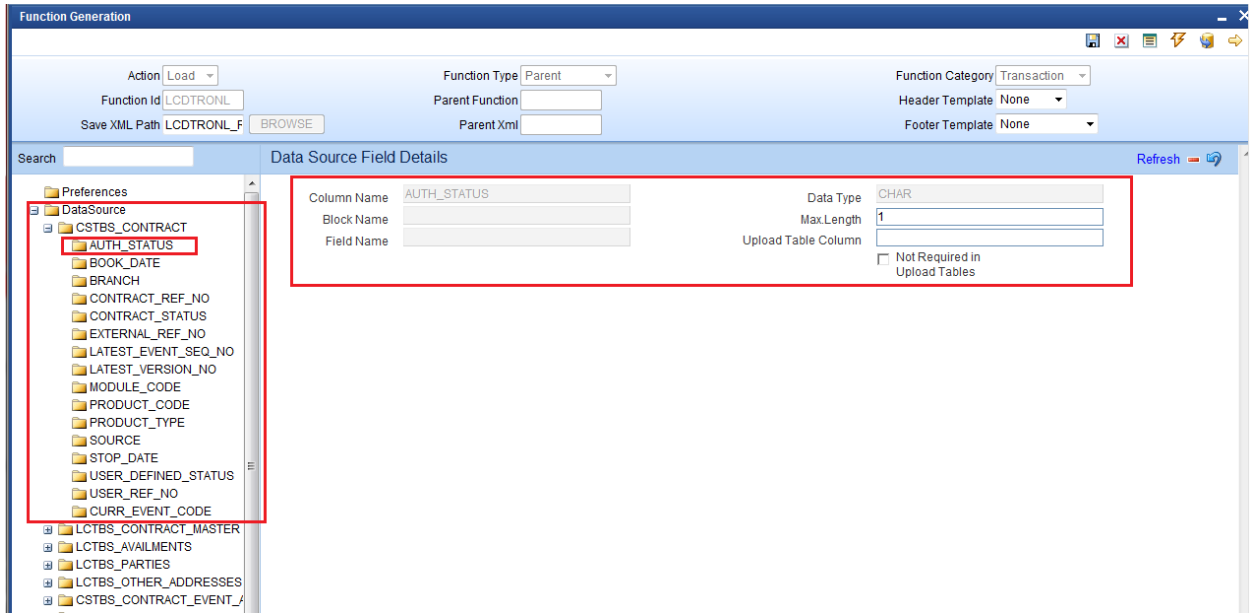 Function Generation
Action Load Function Type Parent Function Category Transaction
Function Id LCDTRONL Parent Function Header Template None
Save XML Path LCDTRONL_F BROWSE Parent Xml Footer Template None
Search Data Source Field Details Refresh
Preferences
DataSource
CSTBS_CONTRACT
AUTH_STATUS
BOOK_DATE
BRANCH
CONTRACT_REF_NO
CONTRACT_STATUS
EXTERNAL_REF_NO
LATEST_EVENT_SEQ_NO
LATEST_VERSION_NO
MODULE_CODE
PRODUCT_CODE
PRODUCT_TYPE
SOURCE
STOP_DATE
USER_DEFINED_STATUS
USER_REF_NO
CURR_EVENT_CODE
LCTBS_CONTRACT_MASTER
LCTBS_AVAILMENTS
LCTBS_PARTIES
LCTBS_OTHER_ADDRESSES
CSTBS_CONTRACT_EVENT_
Column Name AUTH_STATUS Data Type CHAR
Block Name Max.Length 1
Field Name Upload Table Column
Not Required in
Upload Tables